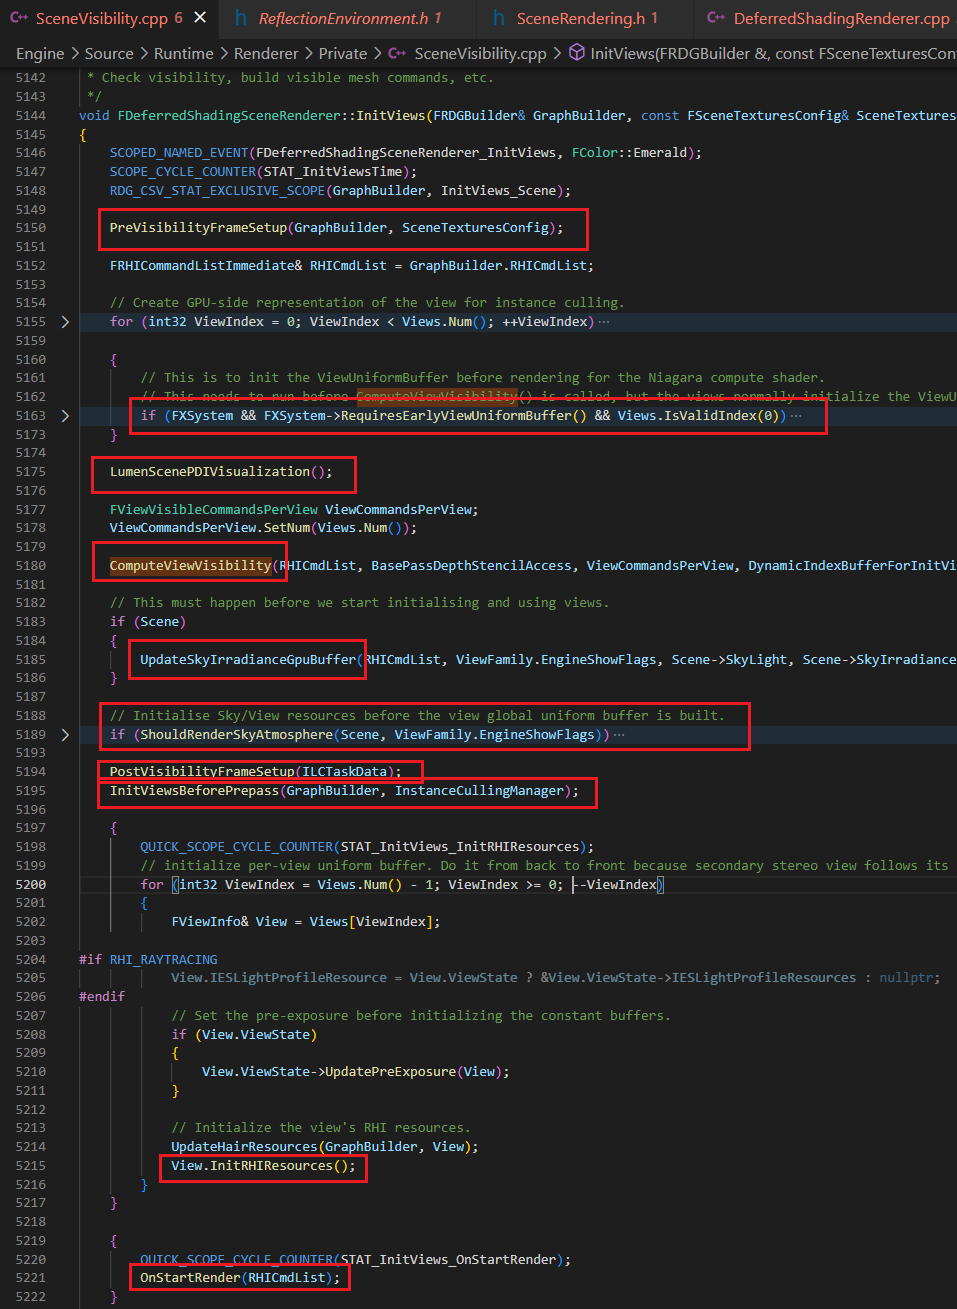 SceneVisibility.cpp 6 ReflectionEnvironment.h 1 SceneRendering.h 1 DeferredShadingRenderer.cpp
Engine > Source > Runtime > Renderer > Private > SceneVisibility.cpp > InitViews(FRDGBuilder &, const FSceneTexturesCon
5142 * Check visibility, build visible mesh commands, etc.
5143 */
5144 void FDeferredShadingSceneRenderer::InitViews(FRDGBuilder& GraphBuilder, const FSceneTexturesConfig& SceneTextures
5145 {
5146 SCOPED_NAMED_EVENT(FDeferredShadingSceneRenderer_InitViews, FColor::Emerald);
5147 SCOPE_CYCLE_COUNTER(STAT_InitViewsTime);
5148 RDG_CSV_STAT_EXCLUSIVE_SCOPE(GraphBuilder, InitViews_Scene);
5149
5150 PreVisibilityFrameSetup(GraphBuilder, SceneTexturesConfig);
5151
5152 FRHICommandListImmediate& RHICmdList = GraphBuilder.RHICmdList;
5153
5154 // Create GPU-side representation of the view for instance culling.
5155 for (int32 ViewIndex = 0; ViewIndex < Views.Num(); ++ViewIndex)···
5159
5160 {
5161 // This is to init the ViewUniformBuffer before rendering for the Niagara compute shader.
5162 // This needs to run before ComputeViewVisibility() is called, but the views normally initialize the ViewU
5163 if (FXSystem && FXSystem->RequiresEarlyViewUniformBuffer() && Views.IsValidIndex(0))···
5173 }
5174
5175 LumenScenePDIVisualization();
5176
5177 FViewVisibleCommandsPerView ViewCommandsPerView;
5178 ViewCommandsPerView.SetNum(Views.Num());
5179
5180 ComputeViewVisibility(RHICmdList, BasePassDepthStencilAccess, ViewCommandsPerView, DynamicIndexBufferForInitVi
5181
5182 // This must happen before we start initialising and using views.
5183 if (Scene)
5184 {
5185 UpdateSkyIrradianceGpuBuffer(RHICmdList, ViewFamily.EngineShowFlags, Scene->SkyLight, Scene->SkyIrradiance
5186 }
5187
5188 // Initialise Sky/View resources before the view global uniform buffer is built.
5189 if (ShouldRenderSkyAtmosphere(Scene, ViewFamily.EngineShowFlags))···
5193
5194 PostVisibilityFrameSetup(ILCTaskData);
5195 InitViewsBeforePrepass(GraphBuilder, InstanceCullingManager);
5196
5197 {
5198 QUICK_SCOPE_CYCLE_COUNTER(STAT_InitViews_InitRHIResources);
5199 // initialize per-view uniform buffer. Do it from back to front because secondary stereo view follows its
5200 for (int32 ViewIndex = Views.Num() - 1; ViewIndex >= 0; --ViewIndex)
5201 {
5202 FViewInfo& View = Views[ViewIndex];
5203
5204 #if RHI_RAYTRACING
5205 View.IESLightProfileResource = View.ViewState ? &View.ViewState->IESLightProfileResources : nullptr;
5206 #endif
5207 // Set the pre-exposure before initializing the constant buffers.
5208 if (View.ViewState)
5209 {
5210 View.ViewState->UpdatePreExposure(View);
5211 }
5212
5213 // Initialize the view's RHI resources.
5214 UpdateHairResources(GraphBuilder, View);
5215 View.InitRHIResources();
5216 }
5217 }
5218
5219 {
5220 QUICK_SCOPE_CYCLE_COUNTER(STAT_InitViews_OnStartRender);
5221 OnStartRender(RHICmdList);
5222 }